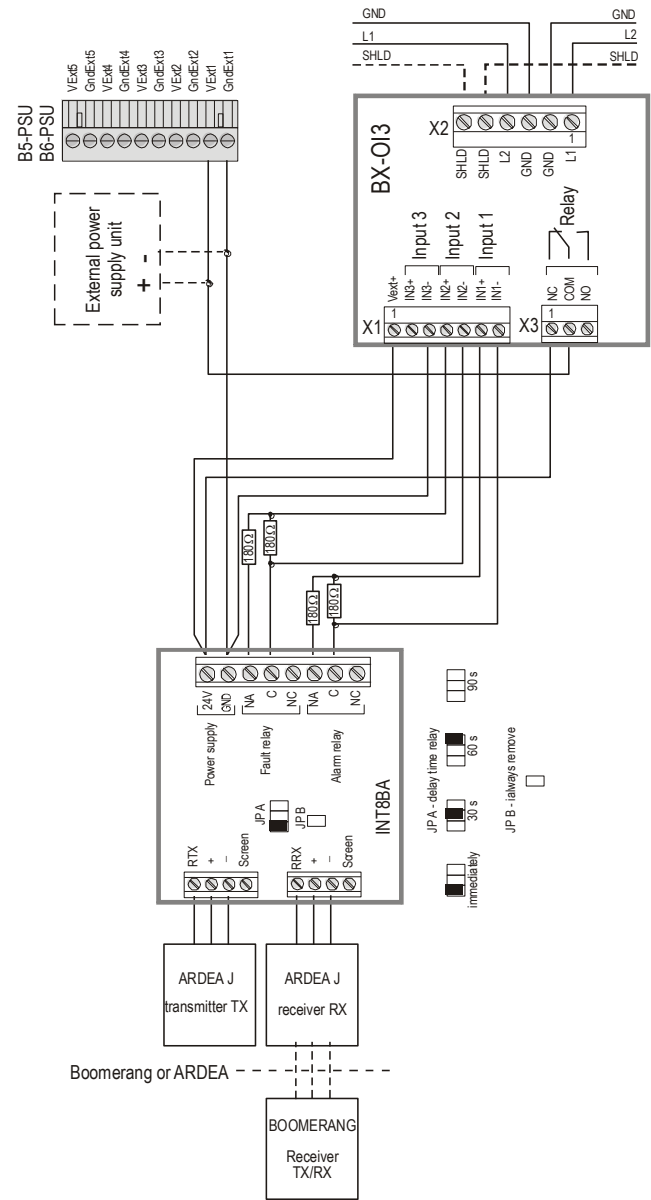 GND
GND
L1
L2
SHLD
SHLD
VExt5
GndExt5
VExt4
GndExt4
VExt3
GndExt3
VExt2
GndExt2
VExt1
GndExt1
B5-PSU
B6-PSU
External power
supply unit
+ -
BX-OI3
X2
1
SHLD
SHLD
L2
GND
GND
L1
Input 3
Input 2
Input 1
Relay
Vext+
IN3+
IN3-
IN2+
IN2-
IN1+
IN1-
NC
COM
NO
X1
1
X3
1
180Ω
180Ω
180Ω
180Ω
24V
GND
NA
C
NC
NA
C
NC
Power supply
Fault relay
Alarm relay
JP A
JP B
INT8BA
RTX
+
–
Screen
RRX
+
–
Screen
JP A - delay time relay
immediately
30 s
60 s
90 s
JP B - ialways remove
ARDEA J
transmitter TX
ARDEA J
receiver RX
Boomerang or ARDEA
BOOMERANG
Receiver
TX/RX